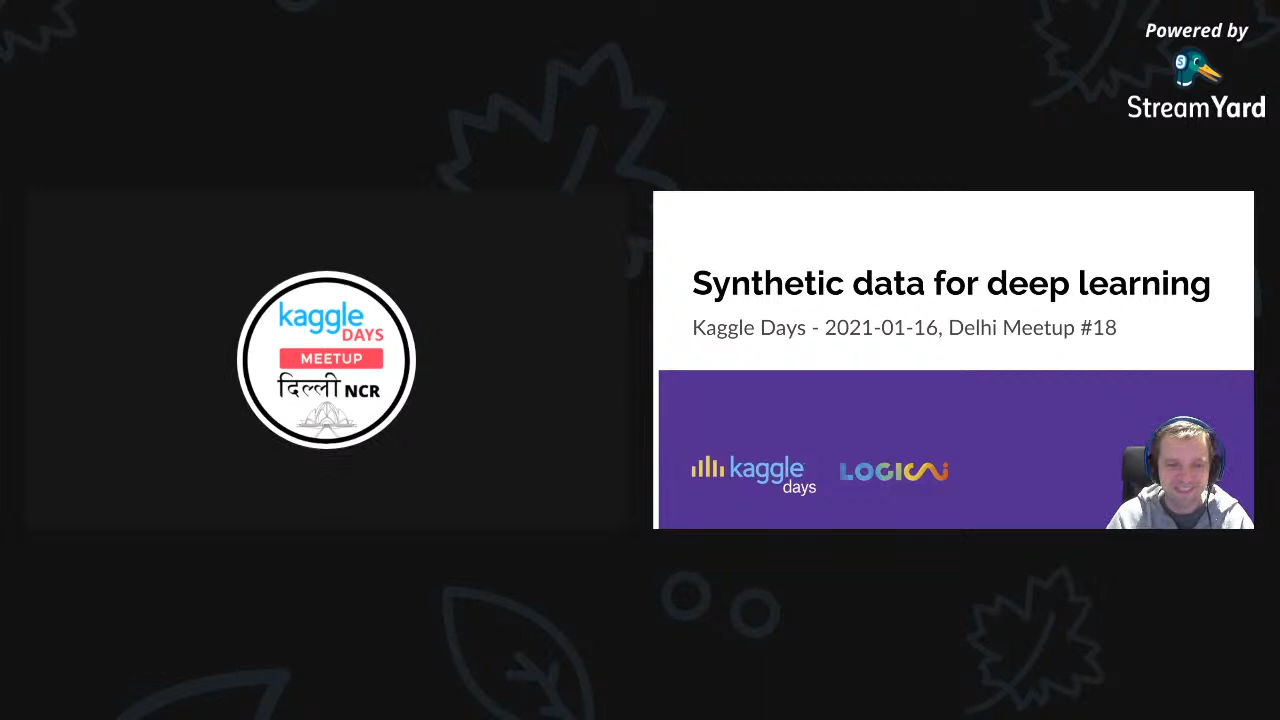 Powered by
StreamYard
kaggle
DAYS
MEETUP
दिल्ली NCR
Synthetic data for deep learning
Kaggle Days - 2021-01-16, Delhi Meetup #18
kaggle
days
LOGICAI